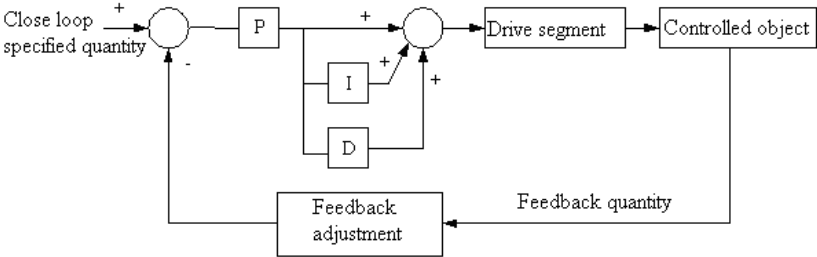 Close loop
specified quantity
+
-
P
+
I
+
D
+
Drive segment
Controlled object
Feedback quantity
Feedback
adjustment